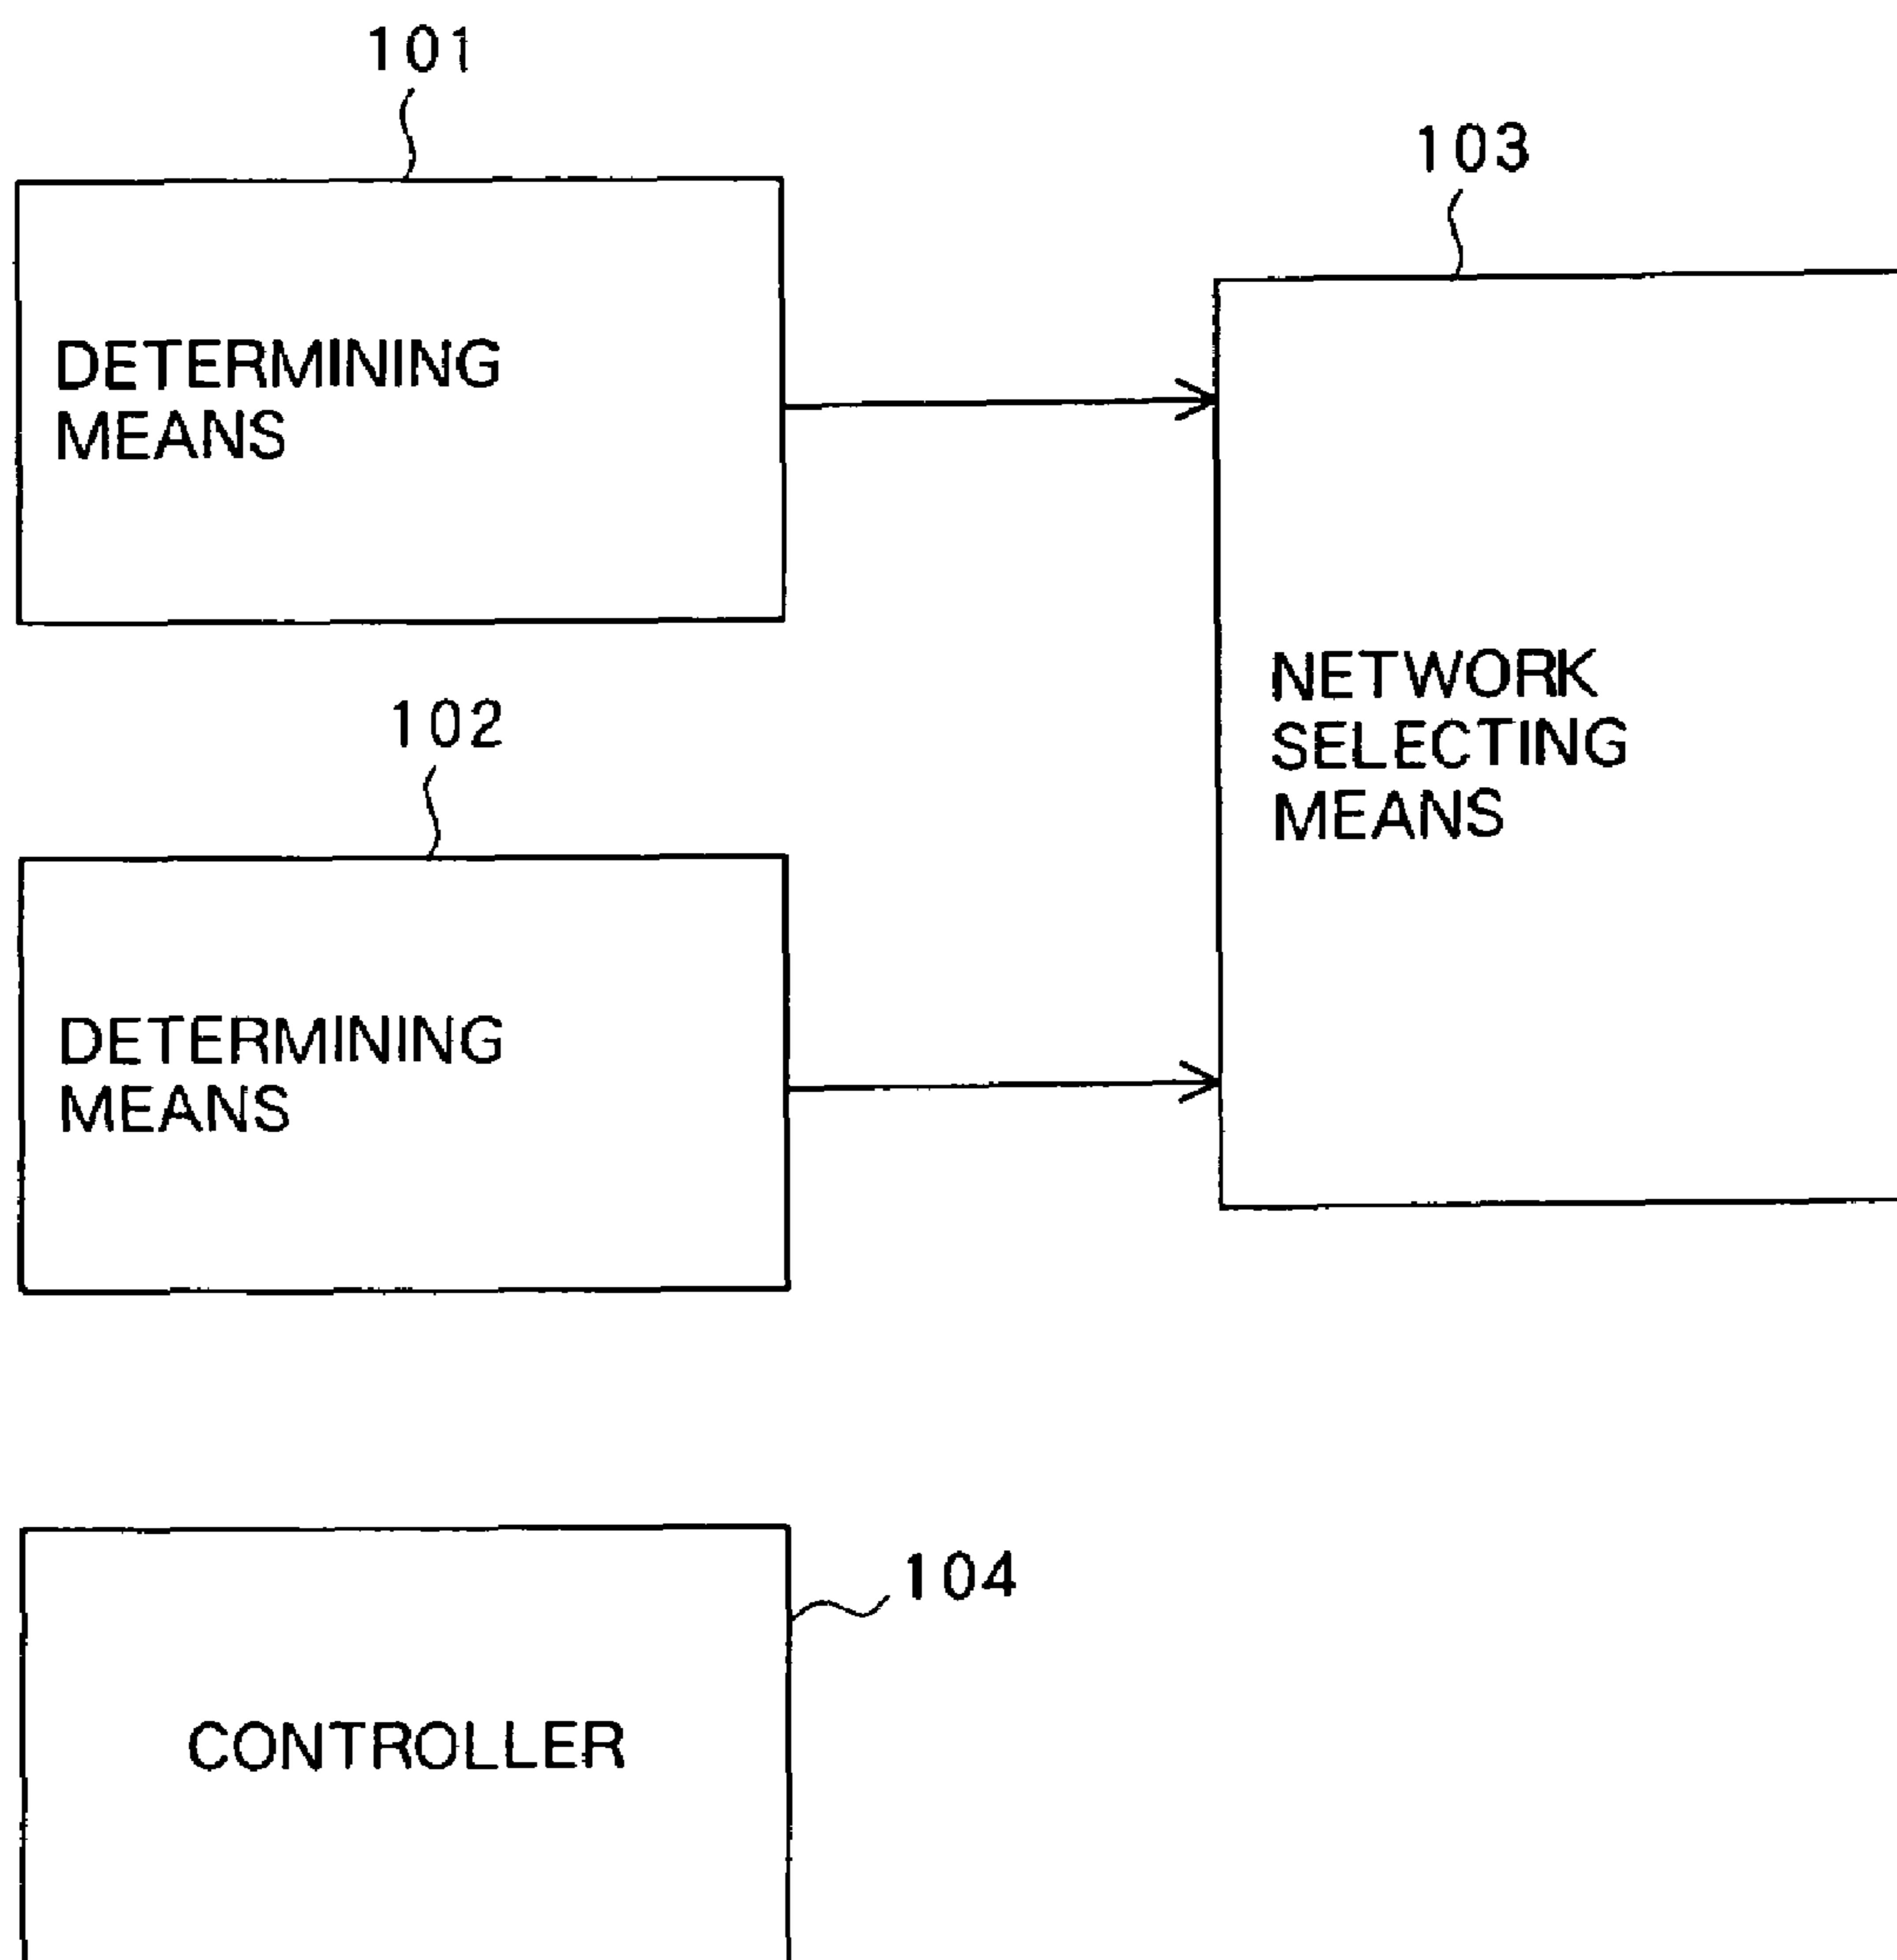 101
103
DETERMINING
MEANS
NETWORK
SELECTING
MEANS
102
DETERMINING
MEANS
104
CONTROLLER